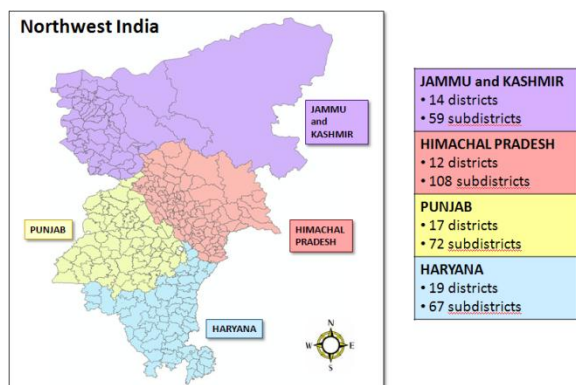 Northwest India
JAMMU
and
KASHMIR
PUNJAB
HIMACHAL
PRADESH
HARYANA
N
W E
S
JAMMU and KASHMIR
• 14 districts
• 59 subdistricts
HIMACHAL PRADESH
• 12 districts
• 108 subdistricts
PUNJAB
• 17 districts
• 72 subdistricts
HARYANA
• 19 districts
• 67 subdistricts